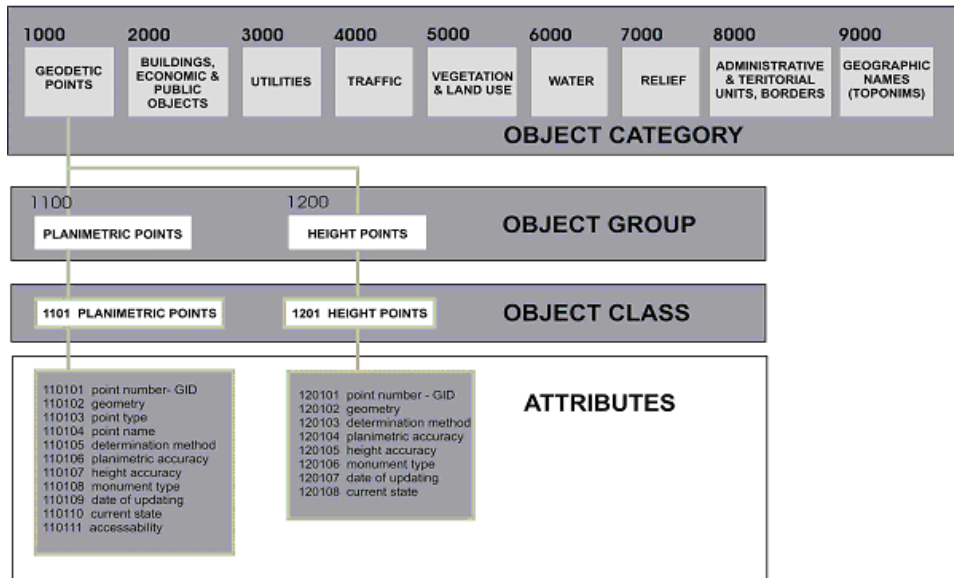 1000 2000 3000 4000 5000 6000 7000 8000 9000
GEODETIC
POINTS
BUILDINGS,
ECONOMIC &
PUBLIC
OBJECTS
UTILITIES
TRAFFIC
VEGETATION
& LAND USE
WATER
RELIEF
ADMINISTRATIVE
& TERITORIAL
UNITS, BORDERS
GEOGRAPHIC
NAMES
(TOPONIMS)
OBJECT CATEGORY
1100
PLANIMETRIC POINTS
1200
HEIGHT POINTS
OBJECT GROUP
1101 PLANIMETRIC POINTS
1201 HEIGHT POINTS
OBJECT CLASS
110101 point number- GID
110102 geometry
110103 point type
110104 point name
110105 determination method
110106 planimetric accuracy
110107 height accuracy
110108 monument type
110109 date of updating
110110 current state
110111 accessability
120101 point number - GID
120102 geometry
120103 determination method
120104 planimetric accuracy
120105 height accuracy
120106 monument type
120107 date of updating
120108 current state
ATTRIBUTES